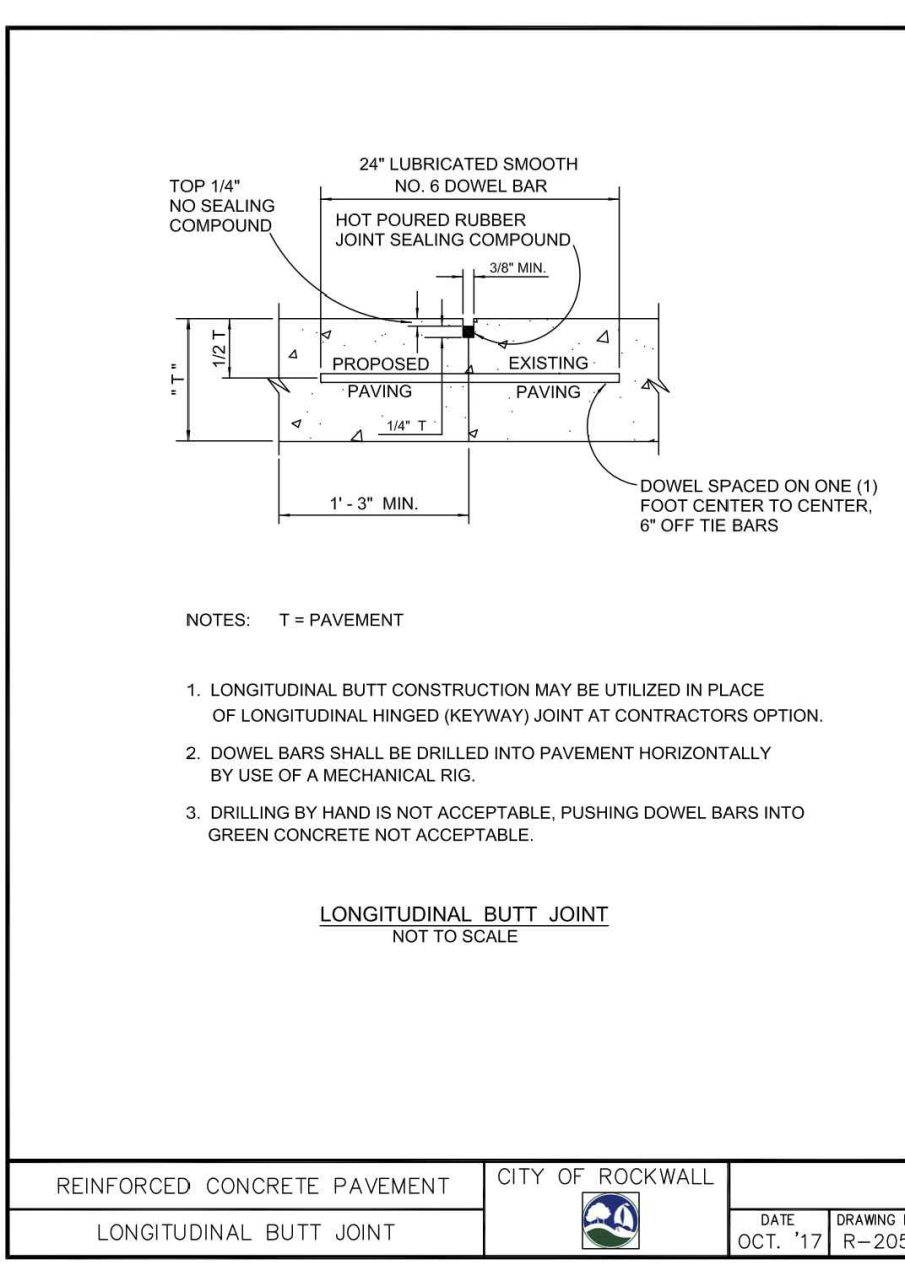 24" LUBRICATED SMOOTH
NO. 6 DOWEL BAR
TOP 1/4"
NO SEALING
COMPOUND
HOT POURED RUBBER
JOINT SEALING COMPOUND
3/8" MIN.
" T "
1/2 T
PROPOSED
PAVING
EXISTING
PAVING
1/4" T
1' - 3" MIN.
DOWEL SPACED ON ONE (1)
FOOT CENTER TO CENTER,
6" OFF TIE BARS
NOTES: T = PAVEMENT
1. LONGITUDINAL BUTT CONSTRUCTION MAY BE UTILIZED IN PLACE
OF LONGITUDINAL HINGED (KEYWAY) JOINT AT CONTRACTORS OPTION.
2. DOWEL BARS SHALL BE DRILLED INTO PAVEMENT HORIZONTALLY
BY USE OF A MECHANICAL RIG.
3. DRILLING BY HAND IS NOT ACCEPTABLE, PUSHING DOWEL BARS INTO
GREEN CONCRETE NOT ACCEPTABLE.
LONGITUDINAL BUTT JOINT
NOT TO SCALE
REINFORCED CONCRETE PAVEMENT
LONGITUDINAL BUTT JOINT
CITY OF ROCKWALL
DATE
OCT. '17
DRAWING
R-205